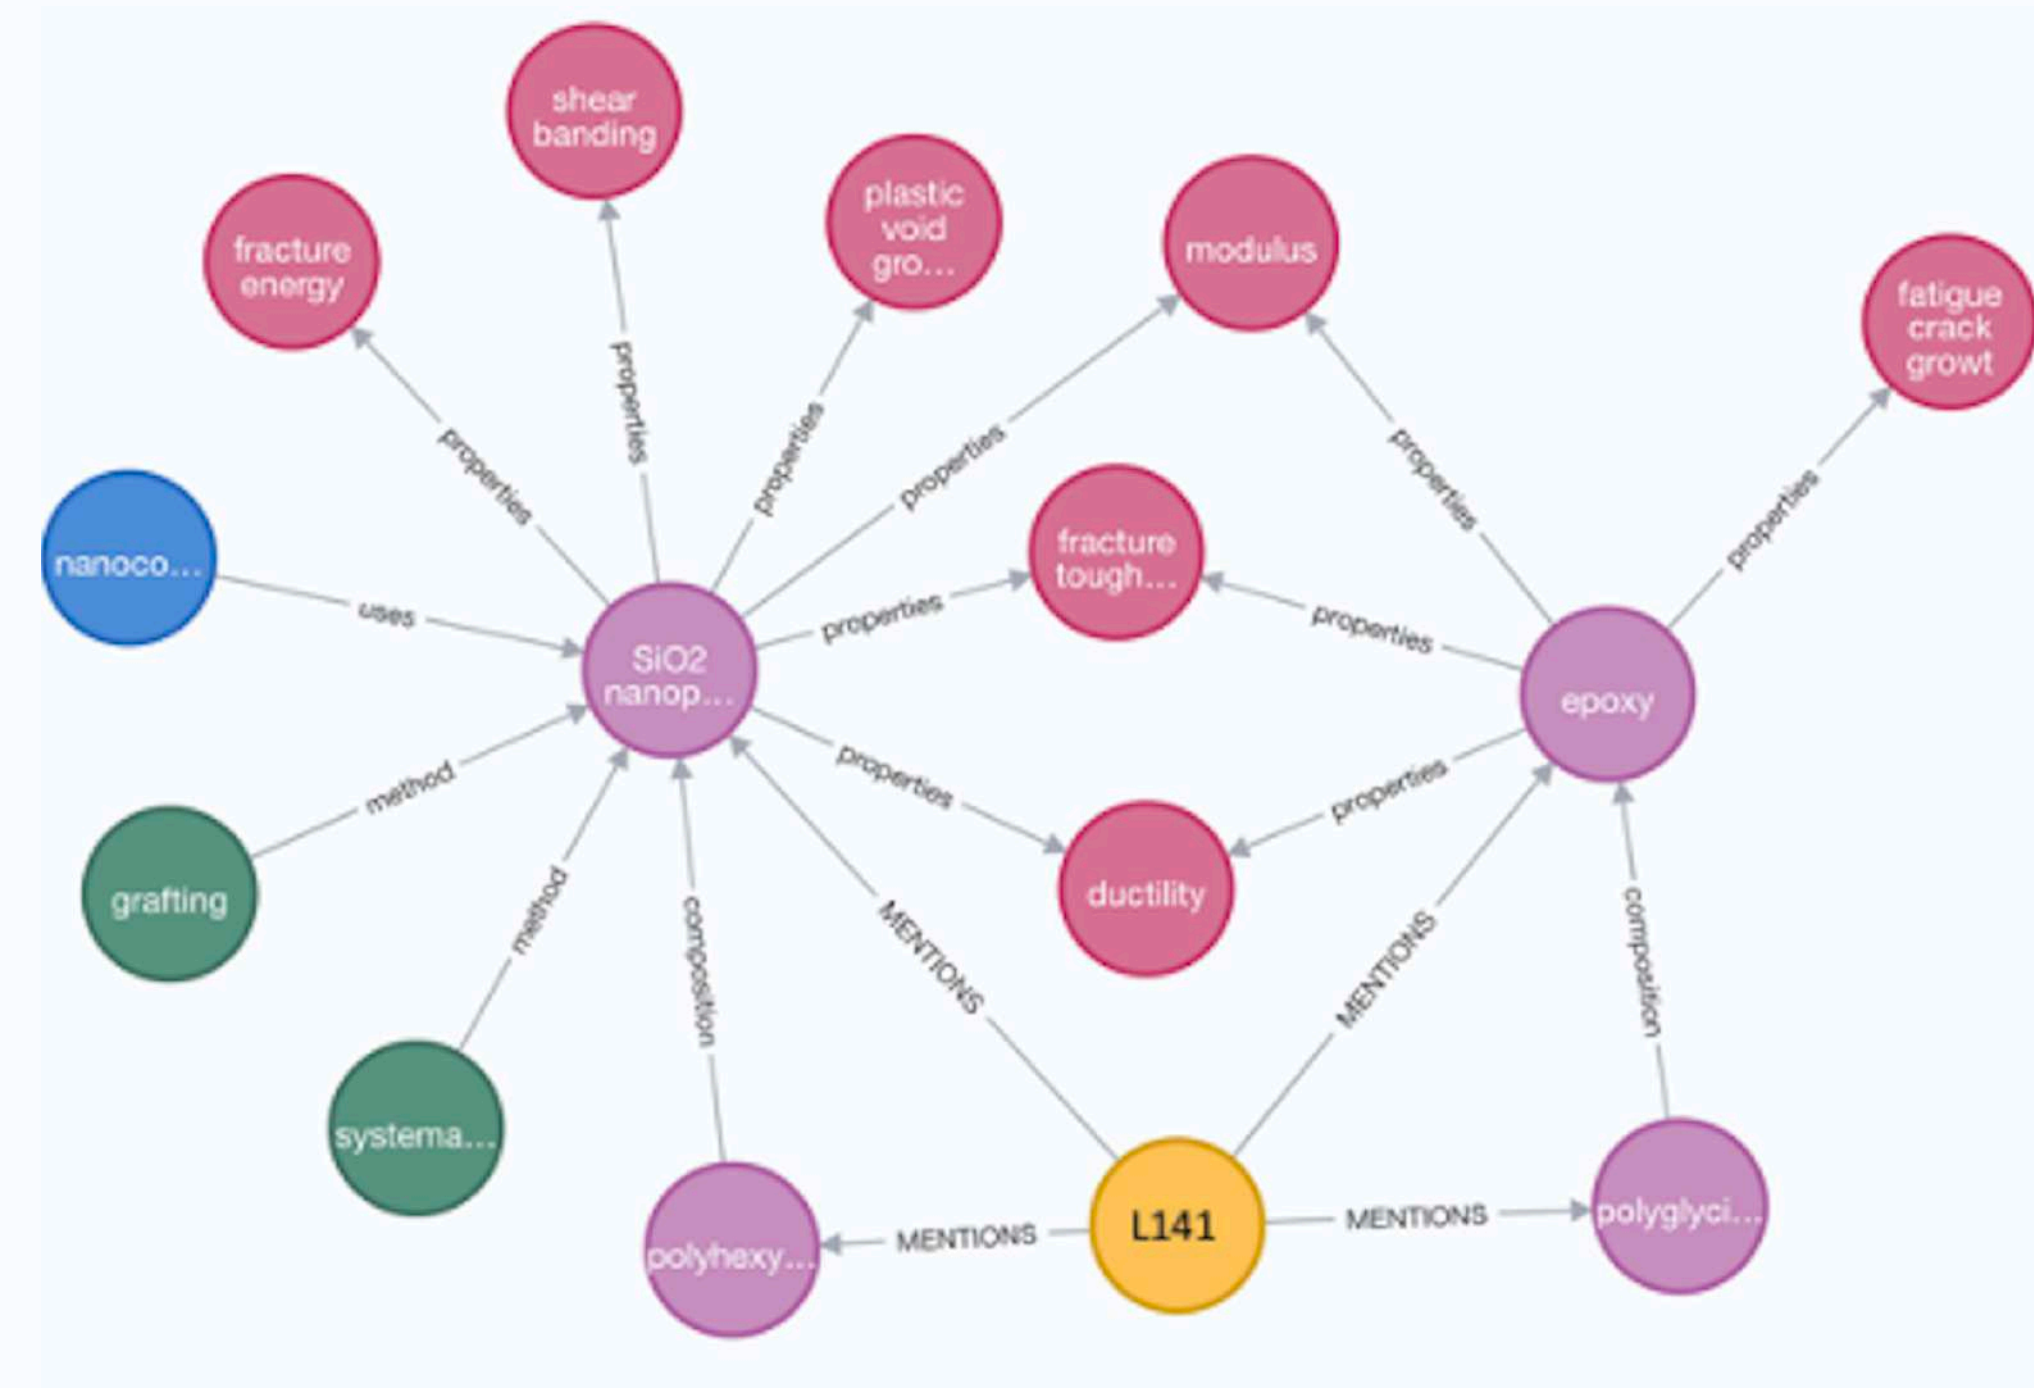 shear
banding
plastic
void
gro...
modulus
fracture
energy
fatigue
crack
growt
properties
properties
properties
properties
properties
properties
fracture
tough...
nanoco...
uses
properties
properties
SiO2
nanop...
epoxy
method
properties
properties
grafting
ductility
method
composition
MENTIONS
MENTIONS
composition
systema...
polyhexy...
MENTIONS
L141
MENTIONS
polyglyci...